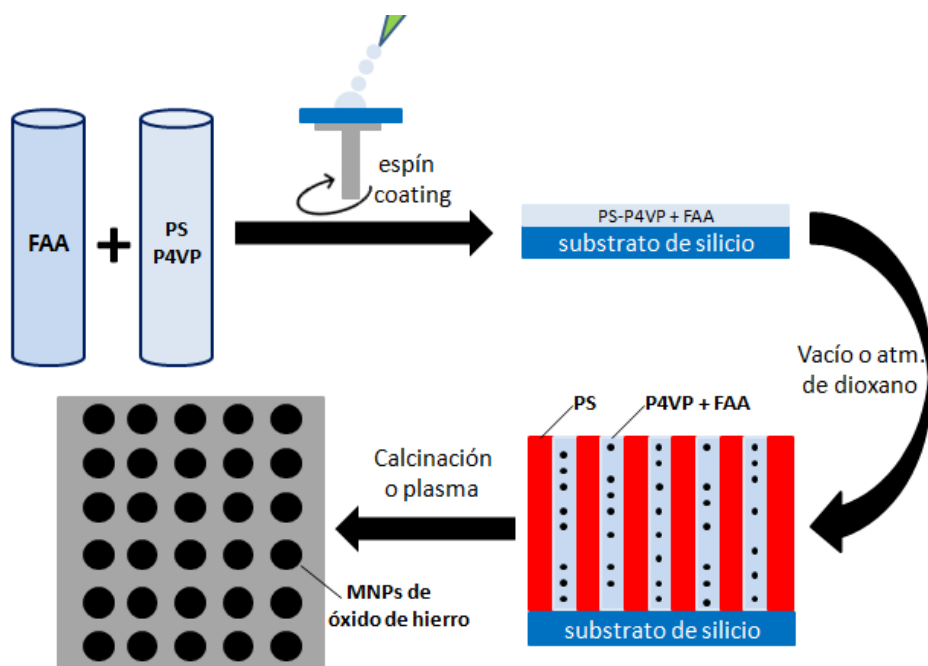 FAA
+
PS
P4VP
espín
coating
PS-P4VP + FAA
substrato de silicio
Vacío o atm.
de dioxano
PS
P4VP + FAA
substrato de silicio
Calcinación
o plasma
MNPs de
óxido de hierro